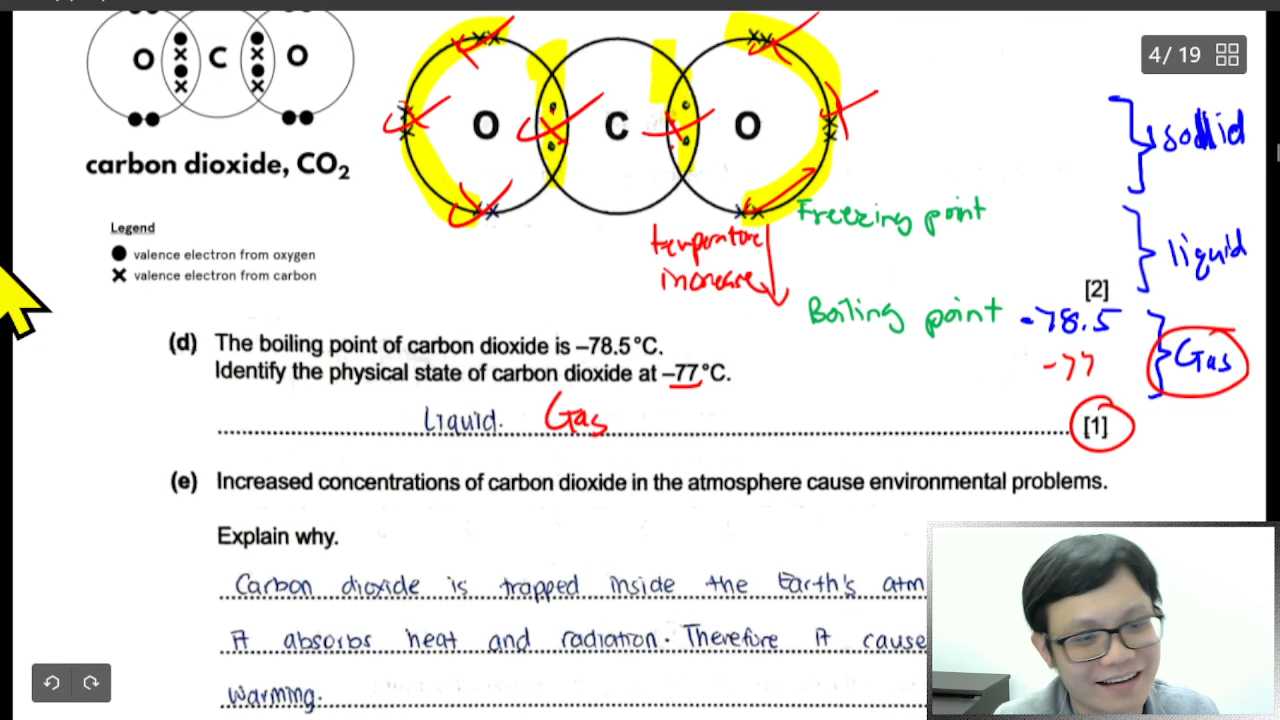 4/ 19
O C O
O C O
carbon dioxide, CO₂
Legend
valence electron from oxygen
valence electron from carbon
temperature
increase
Freezing point
Boiling point
solid
liquid
[2]
-78.5
-77
Gas
(d) The boiling point of carbon dioxide is –78.5°C.
Identify the physical state of carbon dioxide at –77°C.
Liquid. Gas
[1]
(e) Increased concentrations of carbon dioxide in the atmosphere cause environmental problems.
Explain why.
Carbon dioxide is trapped inside the Earth's atm
It absorbs heat and radiation. Therefore it cause
warming.